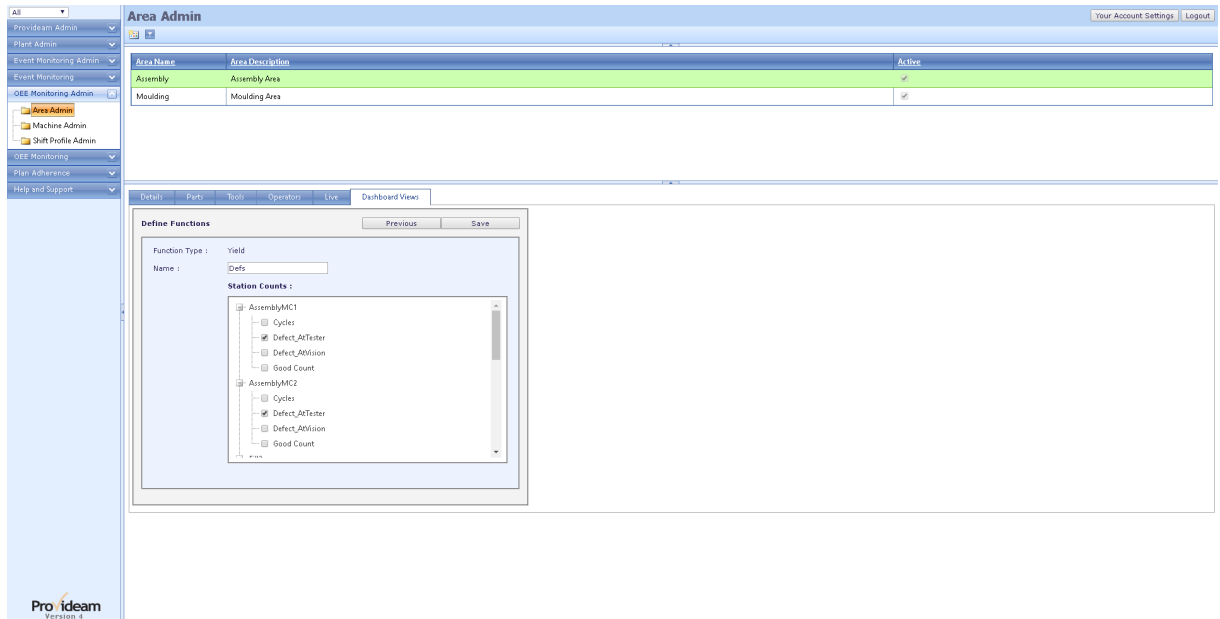 All
Area Admin
Your Account Settings
Logout
Provideam Admin
Plant Admin
Event Monitoring Admin
Event Monitoring
OEE Monitoring Admin
Area Admin
Machine Admin
Shift Profile Admin
OEE Monitoring
Plan Adherence
Help and Support
Area Name Area Description Active
Assembly Assembly Area
Moulding Moulding Area
Details Parts Tools Operators Live Dashboard Views
Define Functions Previous Save
Function Type : Yield
Name : Defs
Station Counts :
AssemblyMC1
Cycles
Defect_AtTester
Defect_AtVision
Good Count
AssemblyMC2
Cycles
Defect_AtTester
Defect_AtVision
Good Count
Provideam
Version 4